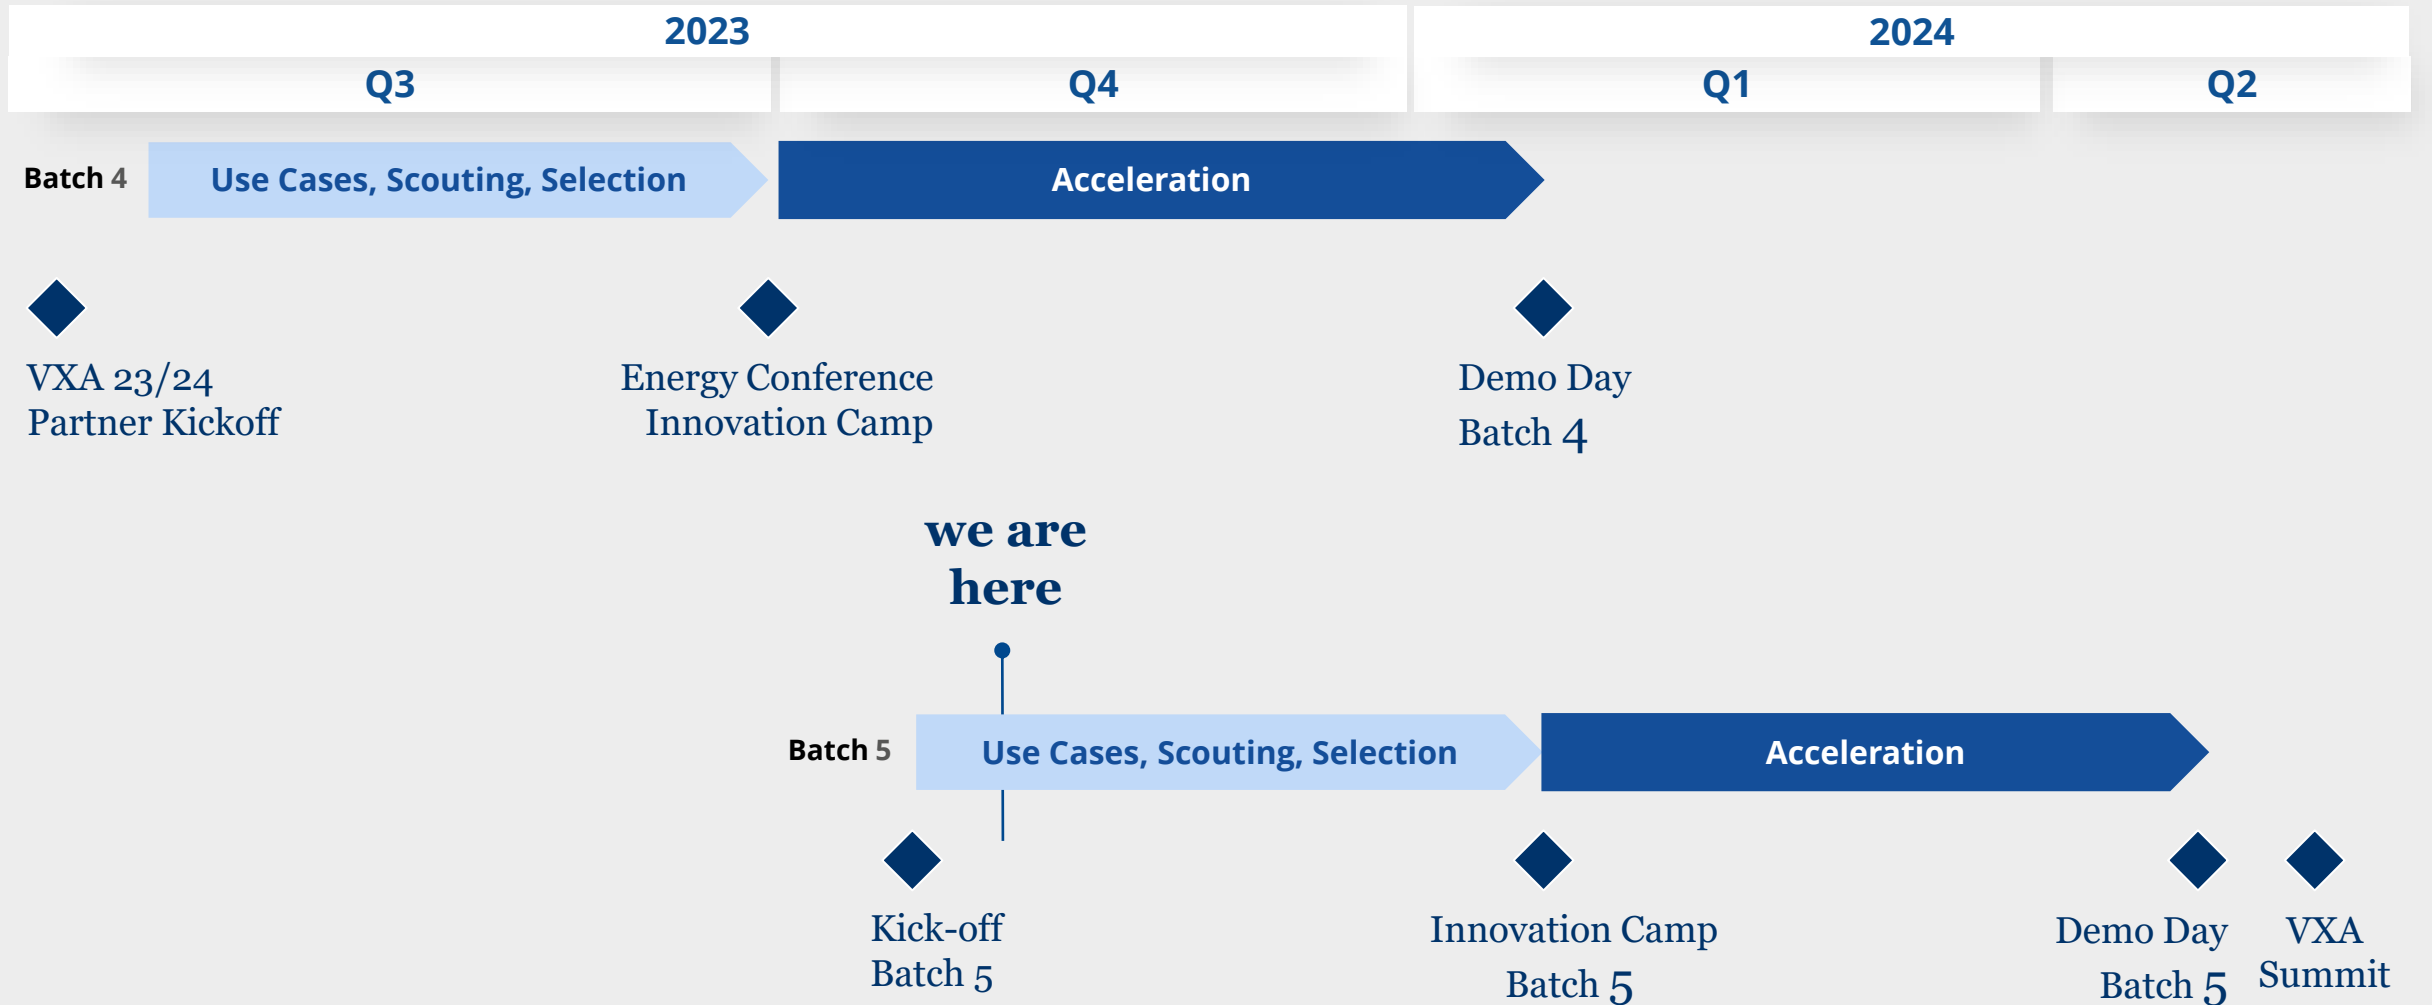 2023
2024
Q3
Q4
Q1
Q2
Batch 4
Use Cases, Scouting, Selection
Acceleration
VXA 23/24
Partner Kickoff
Energy Conference
Innovation Camp
Demo Day
Batch 4
we are
here
Batch 5
Use Cases, Scouting, Selection
Acceleration
Kick-off
Batch 5
Innovation Camp
Batch 5
Demo Day
Batch 5
VXA
Summit